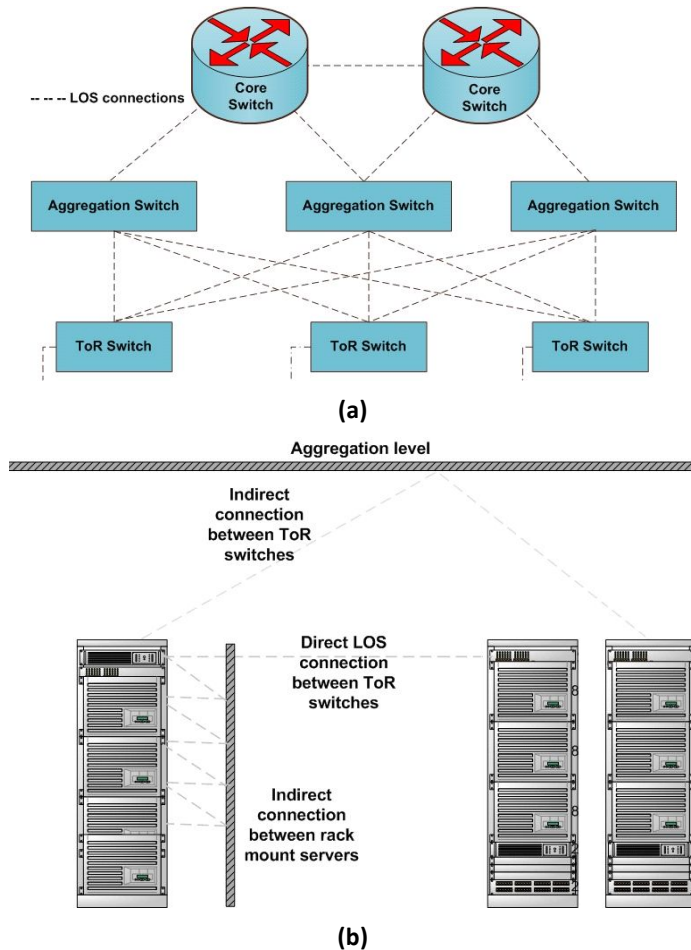 Core
Switch
Core
Switch
LOS connections
Aggregation Switch
Aggregation Switch
Aggregation Switch
ToR Switch
ToR Switch
ToR Switch
(a)
Aggregation level
Indirect
connection
between ToR
switches
Direct LOS
connection
between ToR
switches
Indirect
connection
between rack
mount servers
(b)